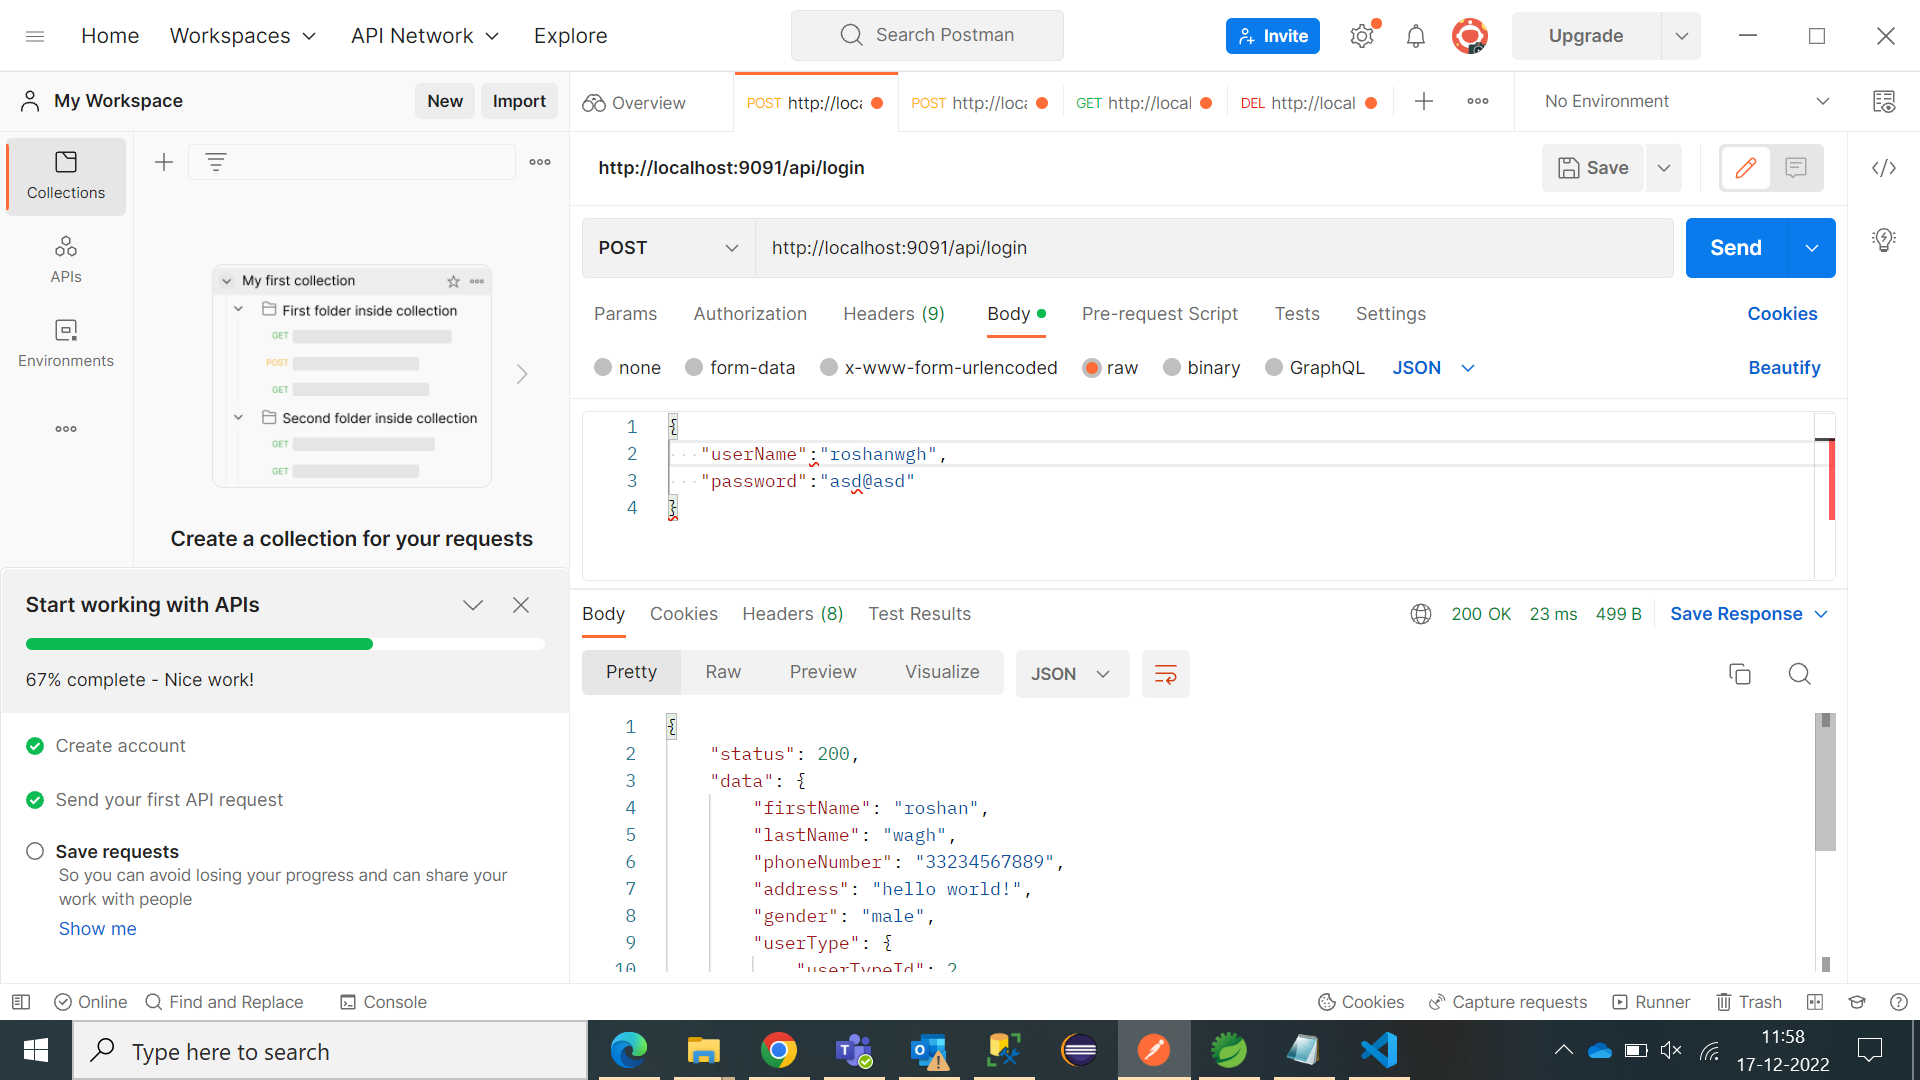 Home Workspaces API Network Explore Search Postman Invite Upgrade
My Workspace New Import Overview POST http://loca POST http://loca GET http://local DEL http://local No Environment
Collections
APIs
Environments
My first collection
First folder inside collection
GET
POST
GET
Second folder inside collection
GET
GET
Create a collection for your requests
Start working with APIs
67% complete - Nice work!
Create account
Send your first API request
Save requests
So you can avoid losing your progress and can share your
work with people
Show me
http://localhost:9091/api/login Save
POST http://localhost:9091/api/login Send
Params Authorization Headers (9) Body Pre-request Script Tests Settings Cookies
none form-data x-www-form-urlencoded raw binary GraphQL JSON Beautify
1 {
2 "userName":"roshanwgh",
3 "password":"asd@asd"
4 }
Body Cookies Headers (8) Test Results 200 OK 23 ms 499 B Save Response
Pretty Raw Preview Visualize JSON
1 {
2 "status": 200,
3 "data": {
4 "firstName": "roshan",
5 "lastName": "wagh",
6 "phoneNumber": "33234567889",
7 "address": "hello world!",
8 "gender": "male",
9 "userType": {
10 "userTypeId": 2
Online Find and Replace Console Cookies Capture requests Runner Trash
Type here to search
11:58
17-12-2022